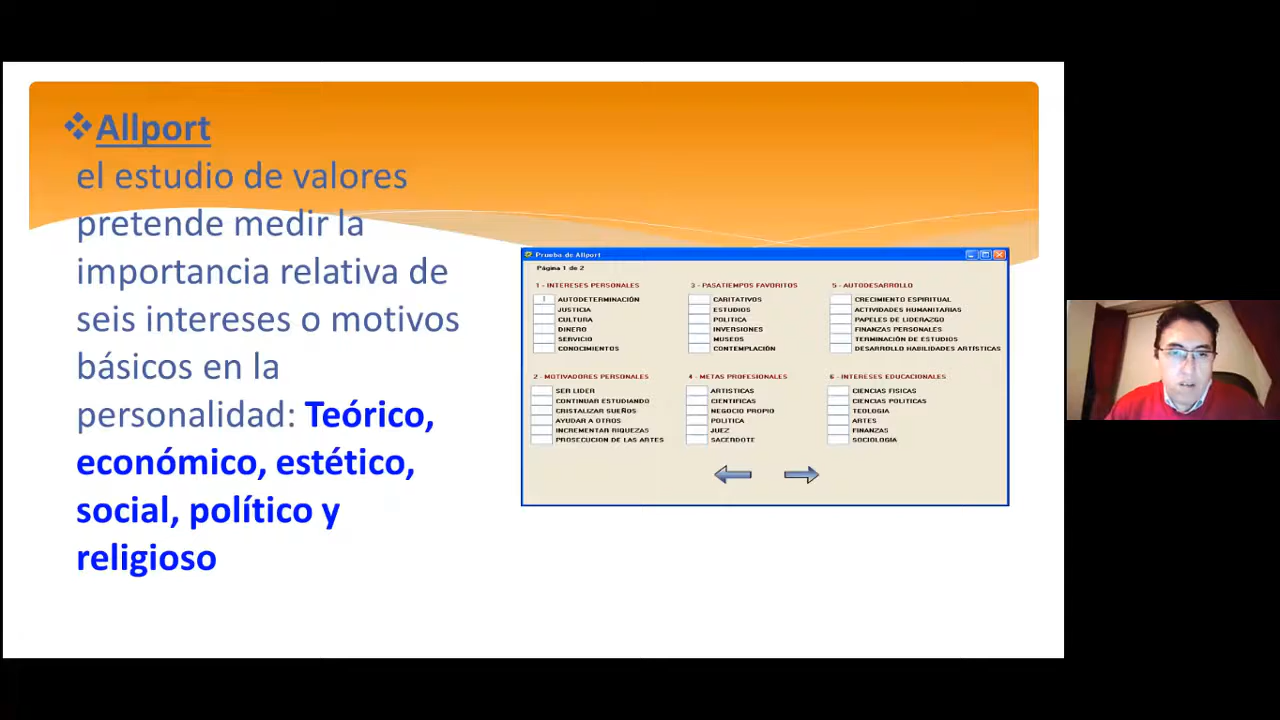 ❖Allport
el estudio de valores
pretende medir la
importancia relativa de
seis intereses o motivos
básicos en la
personalidad: Teórico,
económico, estético,
social, político y
religioso
Prueba de Allport
Página 1 de 2
1 - INTERESES PERSONALES
AUTODETERMINACIÓN
JUSTICIA
CULTURA
DINERO
SERVICIO
CONOCIMIENTOS
3 - PASATIEMPOS FAVORITOS
CARITATIVOS
ESTUDIOS
POLITICA
INVERSIONES
MUSEOS
CONTEMPLACIÓN
5 - AUTODESARROLLO
CRECIMIENTO ESPIRITUAL
ACTIVIDADES HUMANITARIAS
PAPELES DE LIDERAZGO
FINANZAS PERSONALES
TERMINACIÓN DE ESTUDIOS
DESARROLLO HABILIDADES ARTÍSTICAS
2 - MOTIVADORES PERSONALES
SER LIDER
CONTINUAR ESTUDIANDO
CRISTALIZAR SUEÑOS
AYUDAR A OTROS
INCREMENTAR RIQUEZAS
PROSECUCION DE LAS ARTES
4 - METAS PROFESIONALES
ARTISTICAS
CIENTIFICAS
NEGOCIO PROPIO
POLITICA
JUEZ
SACERDOTE
6 - INTERESES EDUCACIONALES
CIENCIAS FISICAS
CIENCIAS POLITICAS
TEOLOGIA
ARTES
FINANZAS
SOCIOLOGIA